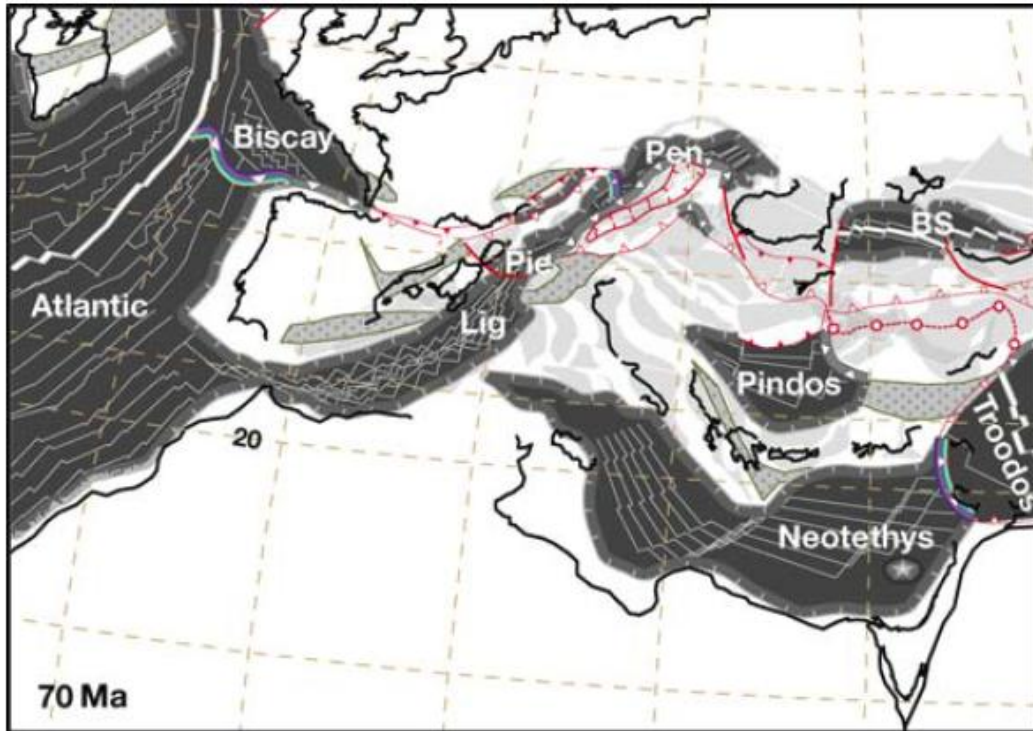 Biscay
Pen.
BS
Pie
Atlantic
Lig
Pindos
Troodos
20
Neotethys
70 Ma